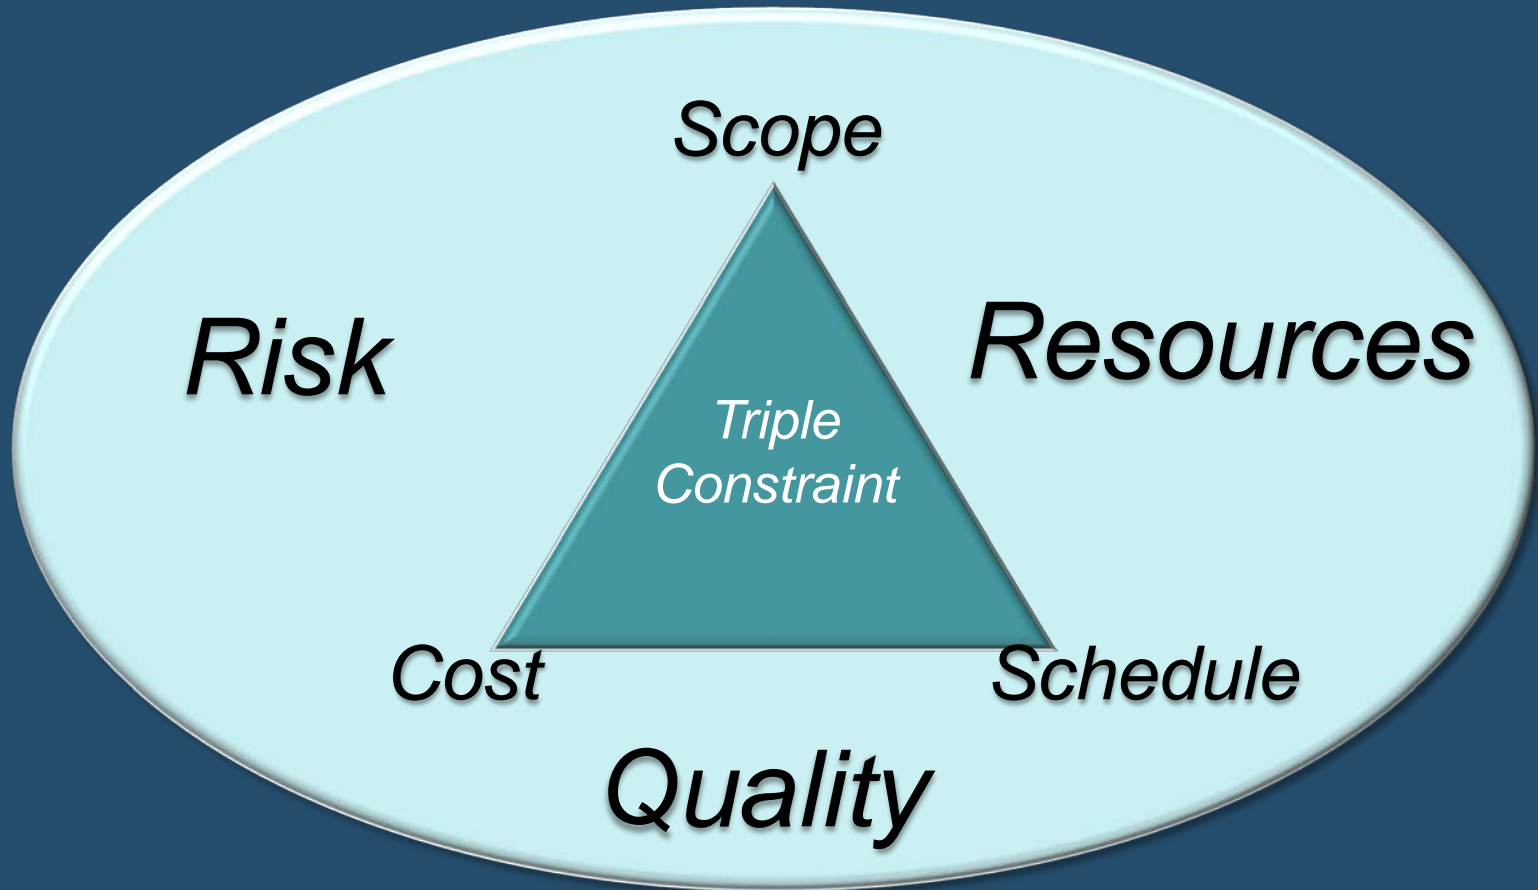 Scope
Risk
Resources
Triple
Constraint
Cost
Schedule
Quality